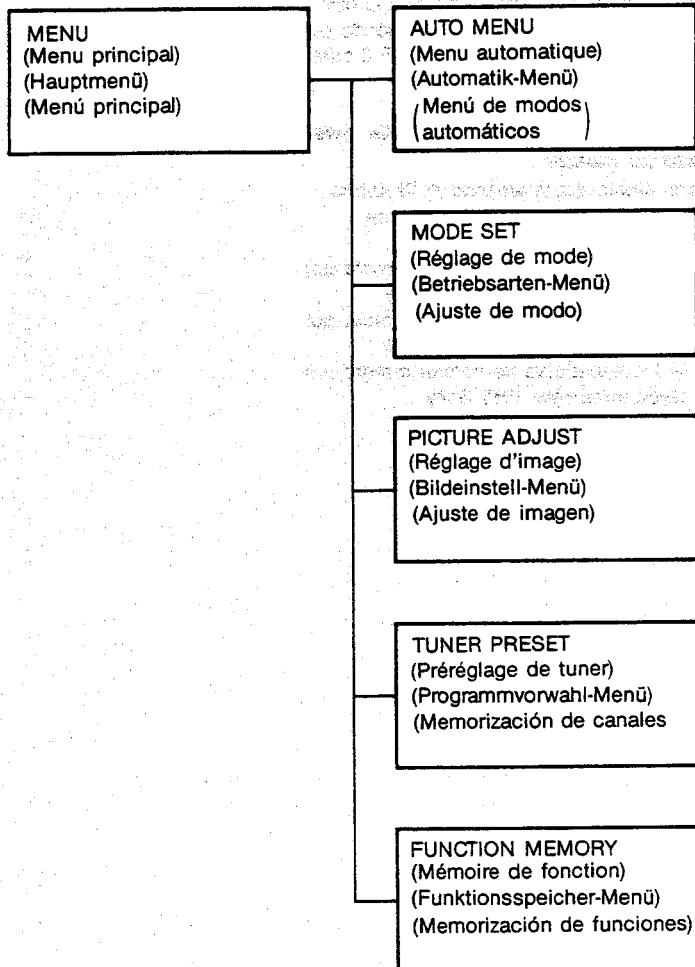 MENU
(Menu principal)
(Hauptmenü)
(Menú principal)
AUTO MENU
(Menu automatique)
(Automatik-Menü)
(Menú de modos
automáticos)
MODE SET
(Réglage de mode)
(Betriebsarten-Menü)
(Ajuste de modo)
PICTURE ADJUST
(Réglage d'image)
(Bildeinstell-Menü)
(Ajuste de imagen)
TUNER PRESET
(Préréglage de tuner)
(Programmvorwahl-Menü)
(Memorización de canales
FUNCTION MEMORY
(Mémoire de fonction)
(Funktionsspeicher-Menü)
(Memorización de funciones)